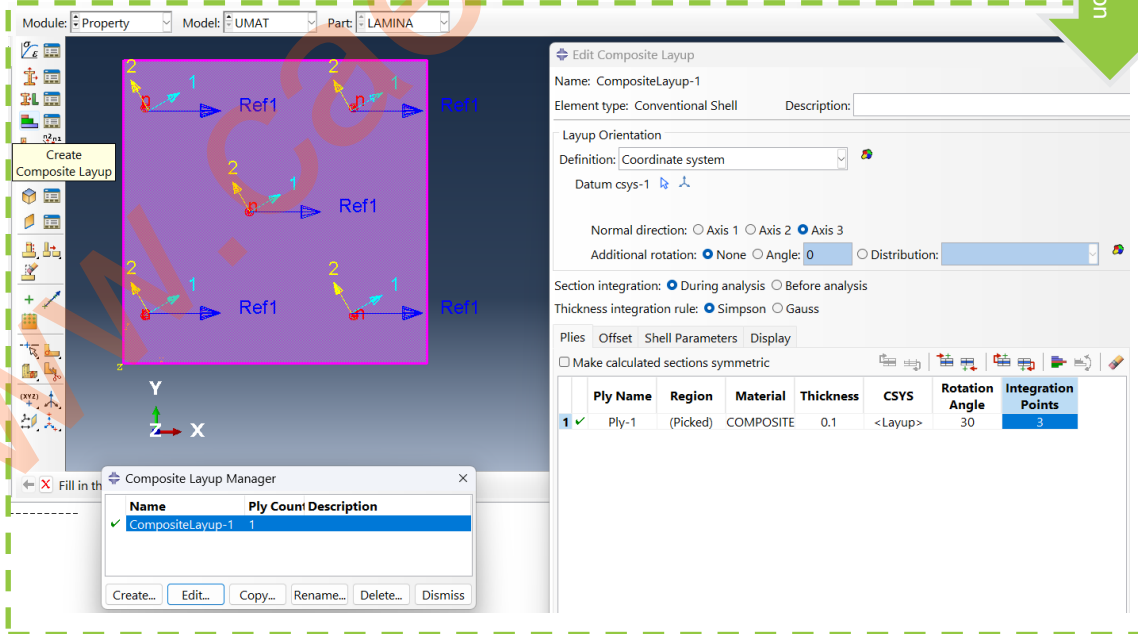 on
Module: Property Model: UMAT Part: LAMINA
Create
Composite Layup
2 1 Ref1
2 1 Ref1
2 1 Ref1
2 1 Ref1
2 1 Ref1
Y
Z X
Fill in th
Composite Layup Manager
Name Ply Count Description
CompositeLayup-1 1
Create... Edit... Copy... Rename... Delete... Dismiss
Edit Composite Layup
Name: CompositeLayup-1
Element type: Conventional Shell Description:
Layup Orientation
Definition: Coordinate system
Datum csys-1
Normal direction: Axis 1 Axis 2 Axis 3
Additional rotation: None Angle: 0 Distribution:
Section integration: During analysis Before analysis
Thickness integration rule: Simpson Gauss
Plies Offset Shell Parameters Display
Make calculated sections symmetric
Ply Name Region Material Thickness CSYS Rotation Angle Integration Points
1 Ply-1 (Picked) COMPOSITE 0.1 <Layup> 30 3